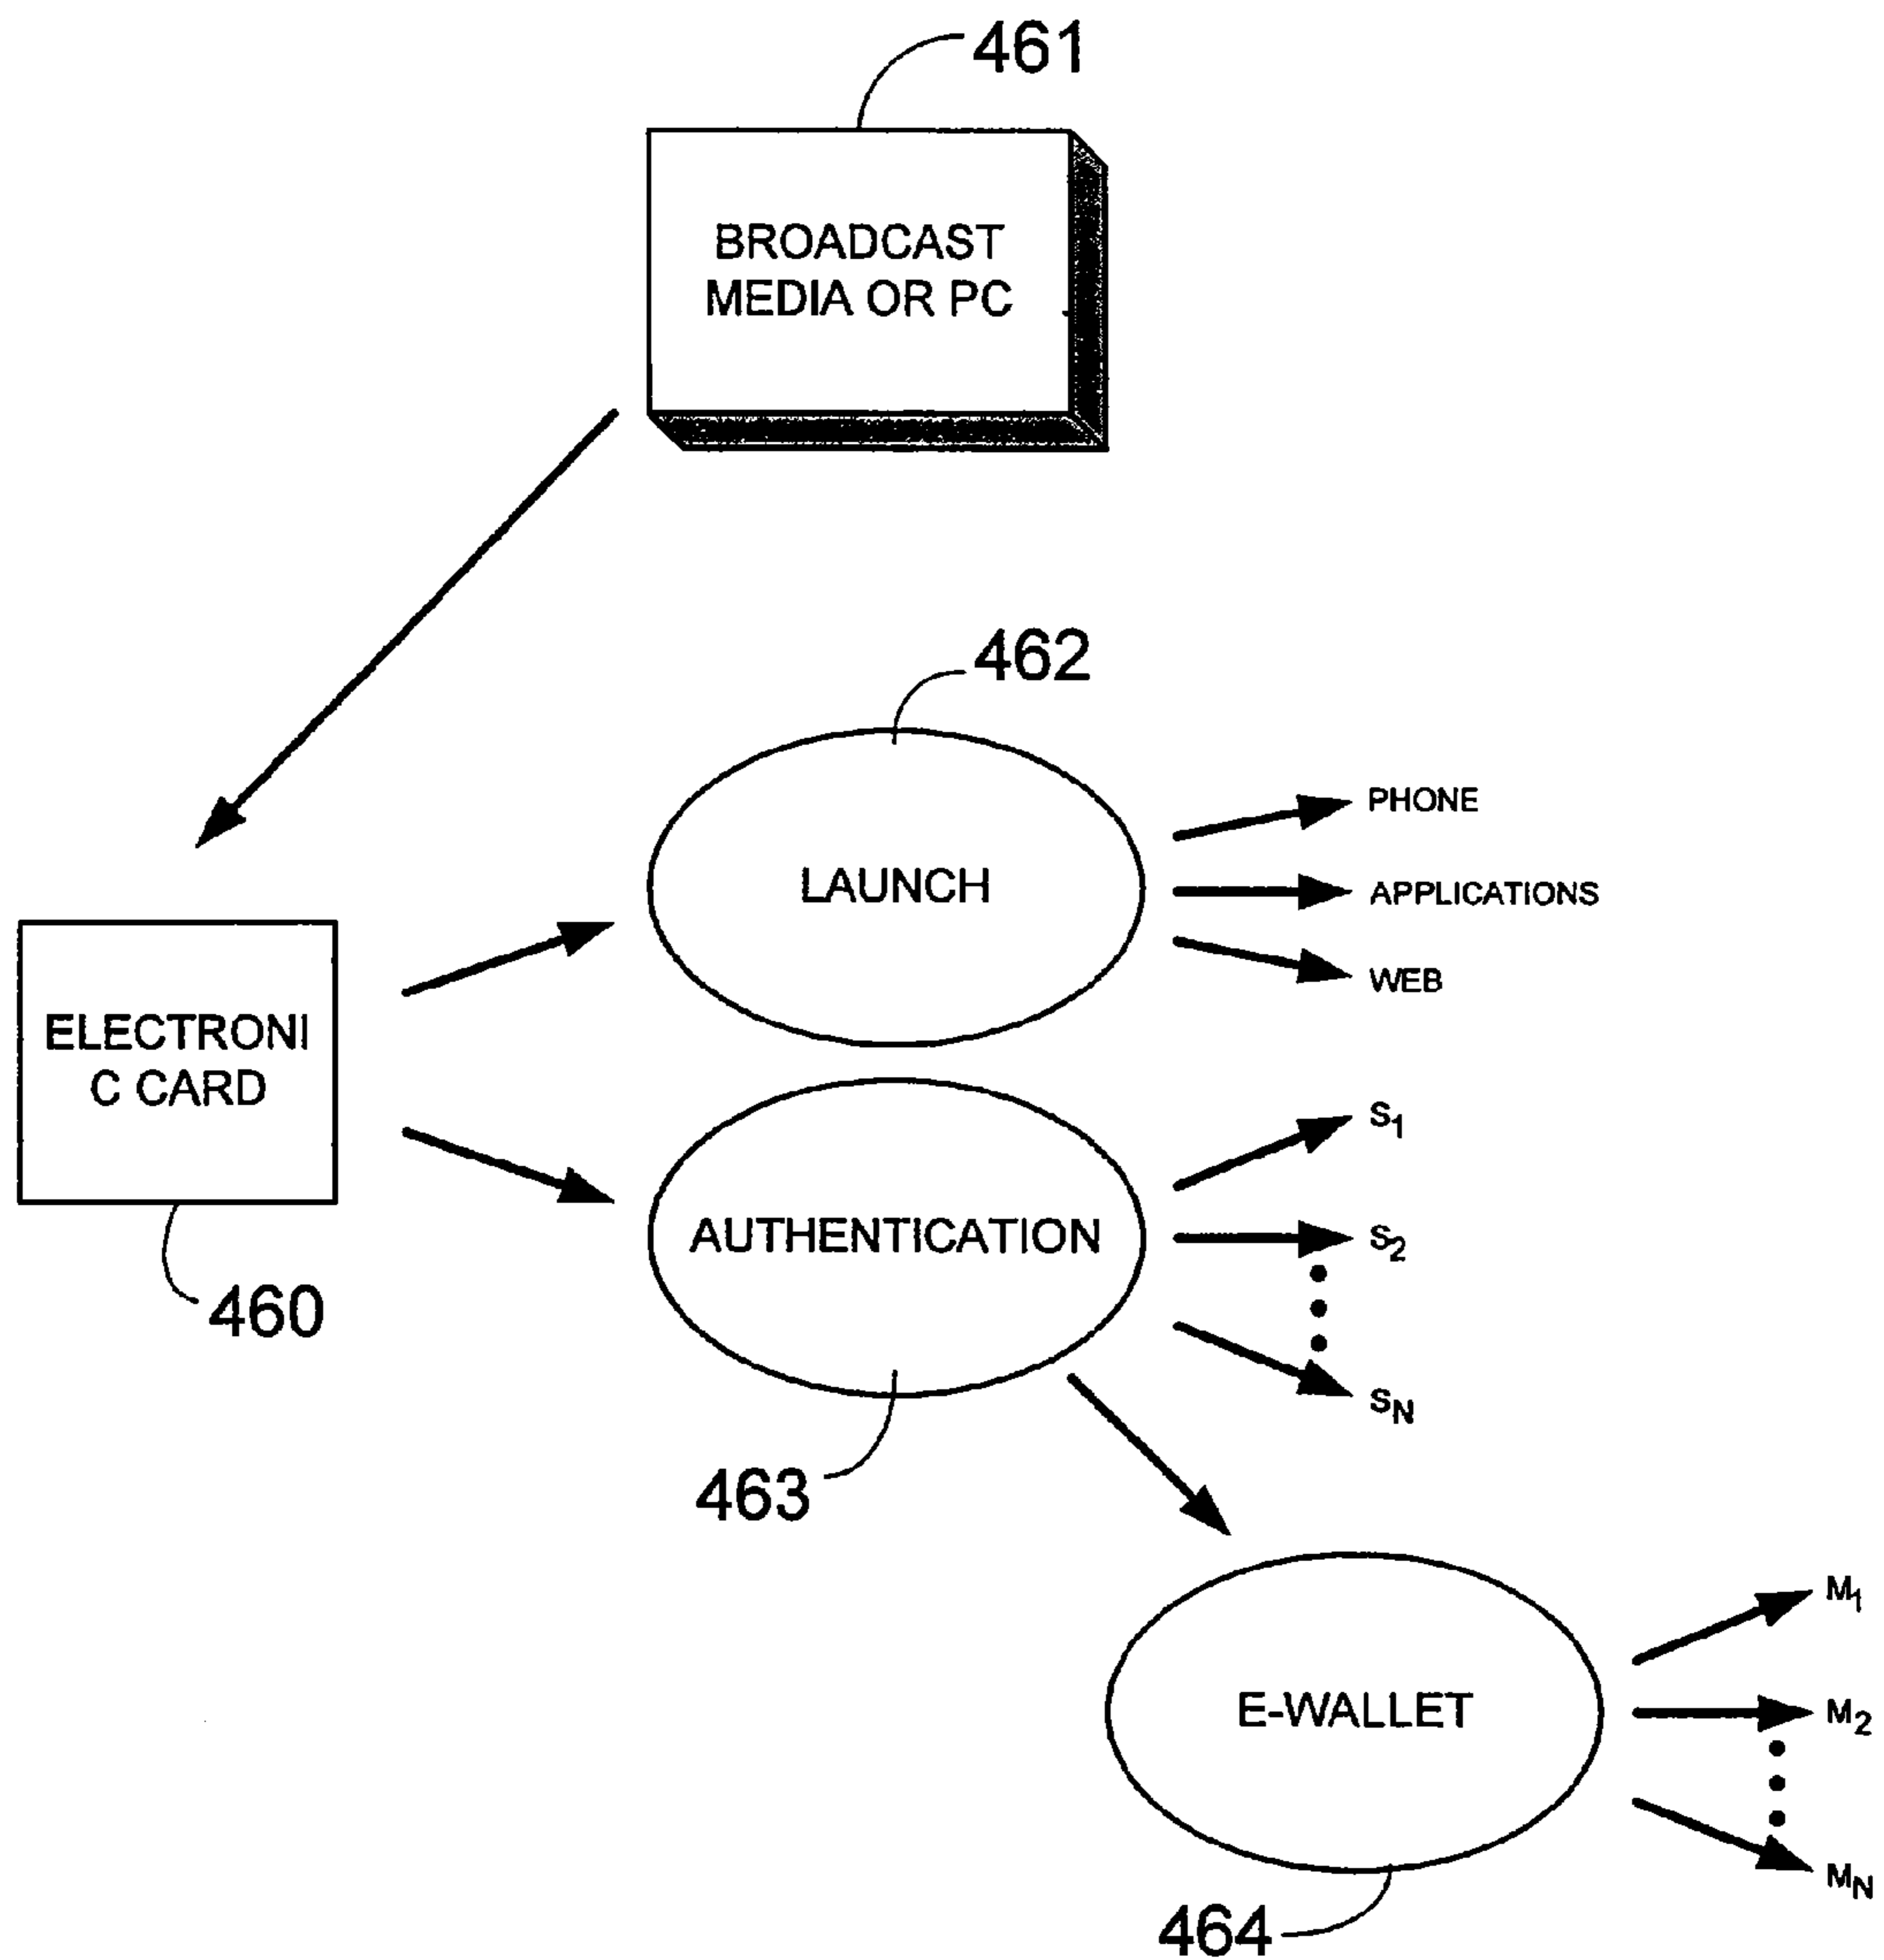 461
BROADCAST
MEDIA OR PC
462
LAUNCH
PHONE
APPLICATIONS
WEB
ELECTRONI
C CARD
460
AUTHENTICATION
S1
S2
SN
463
E-WALLET
M1
M2
MN
464